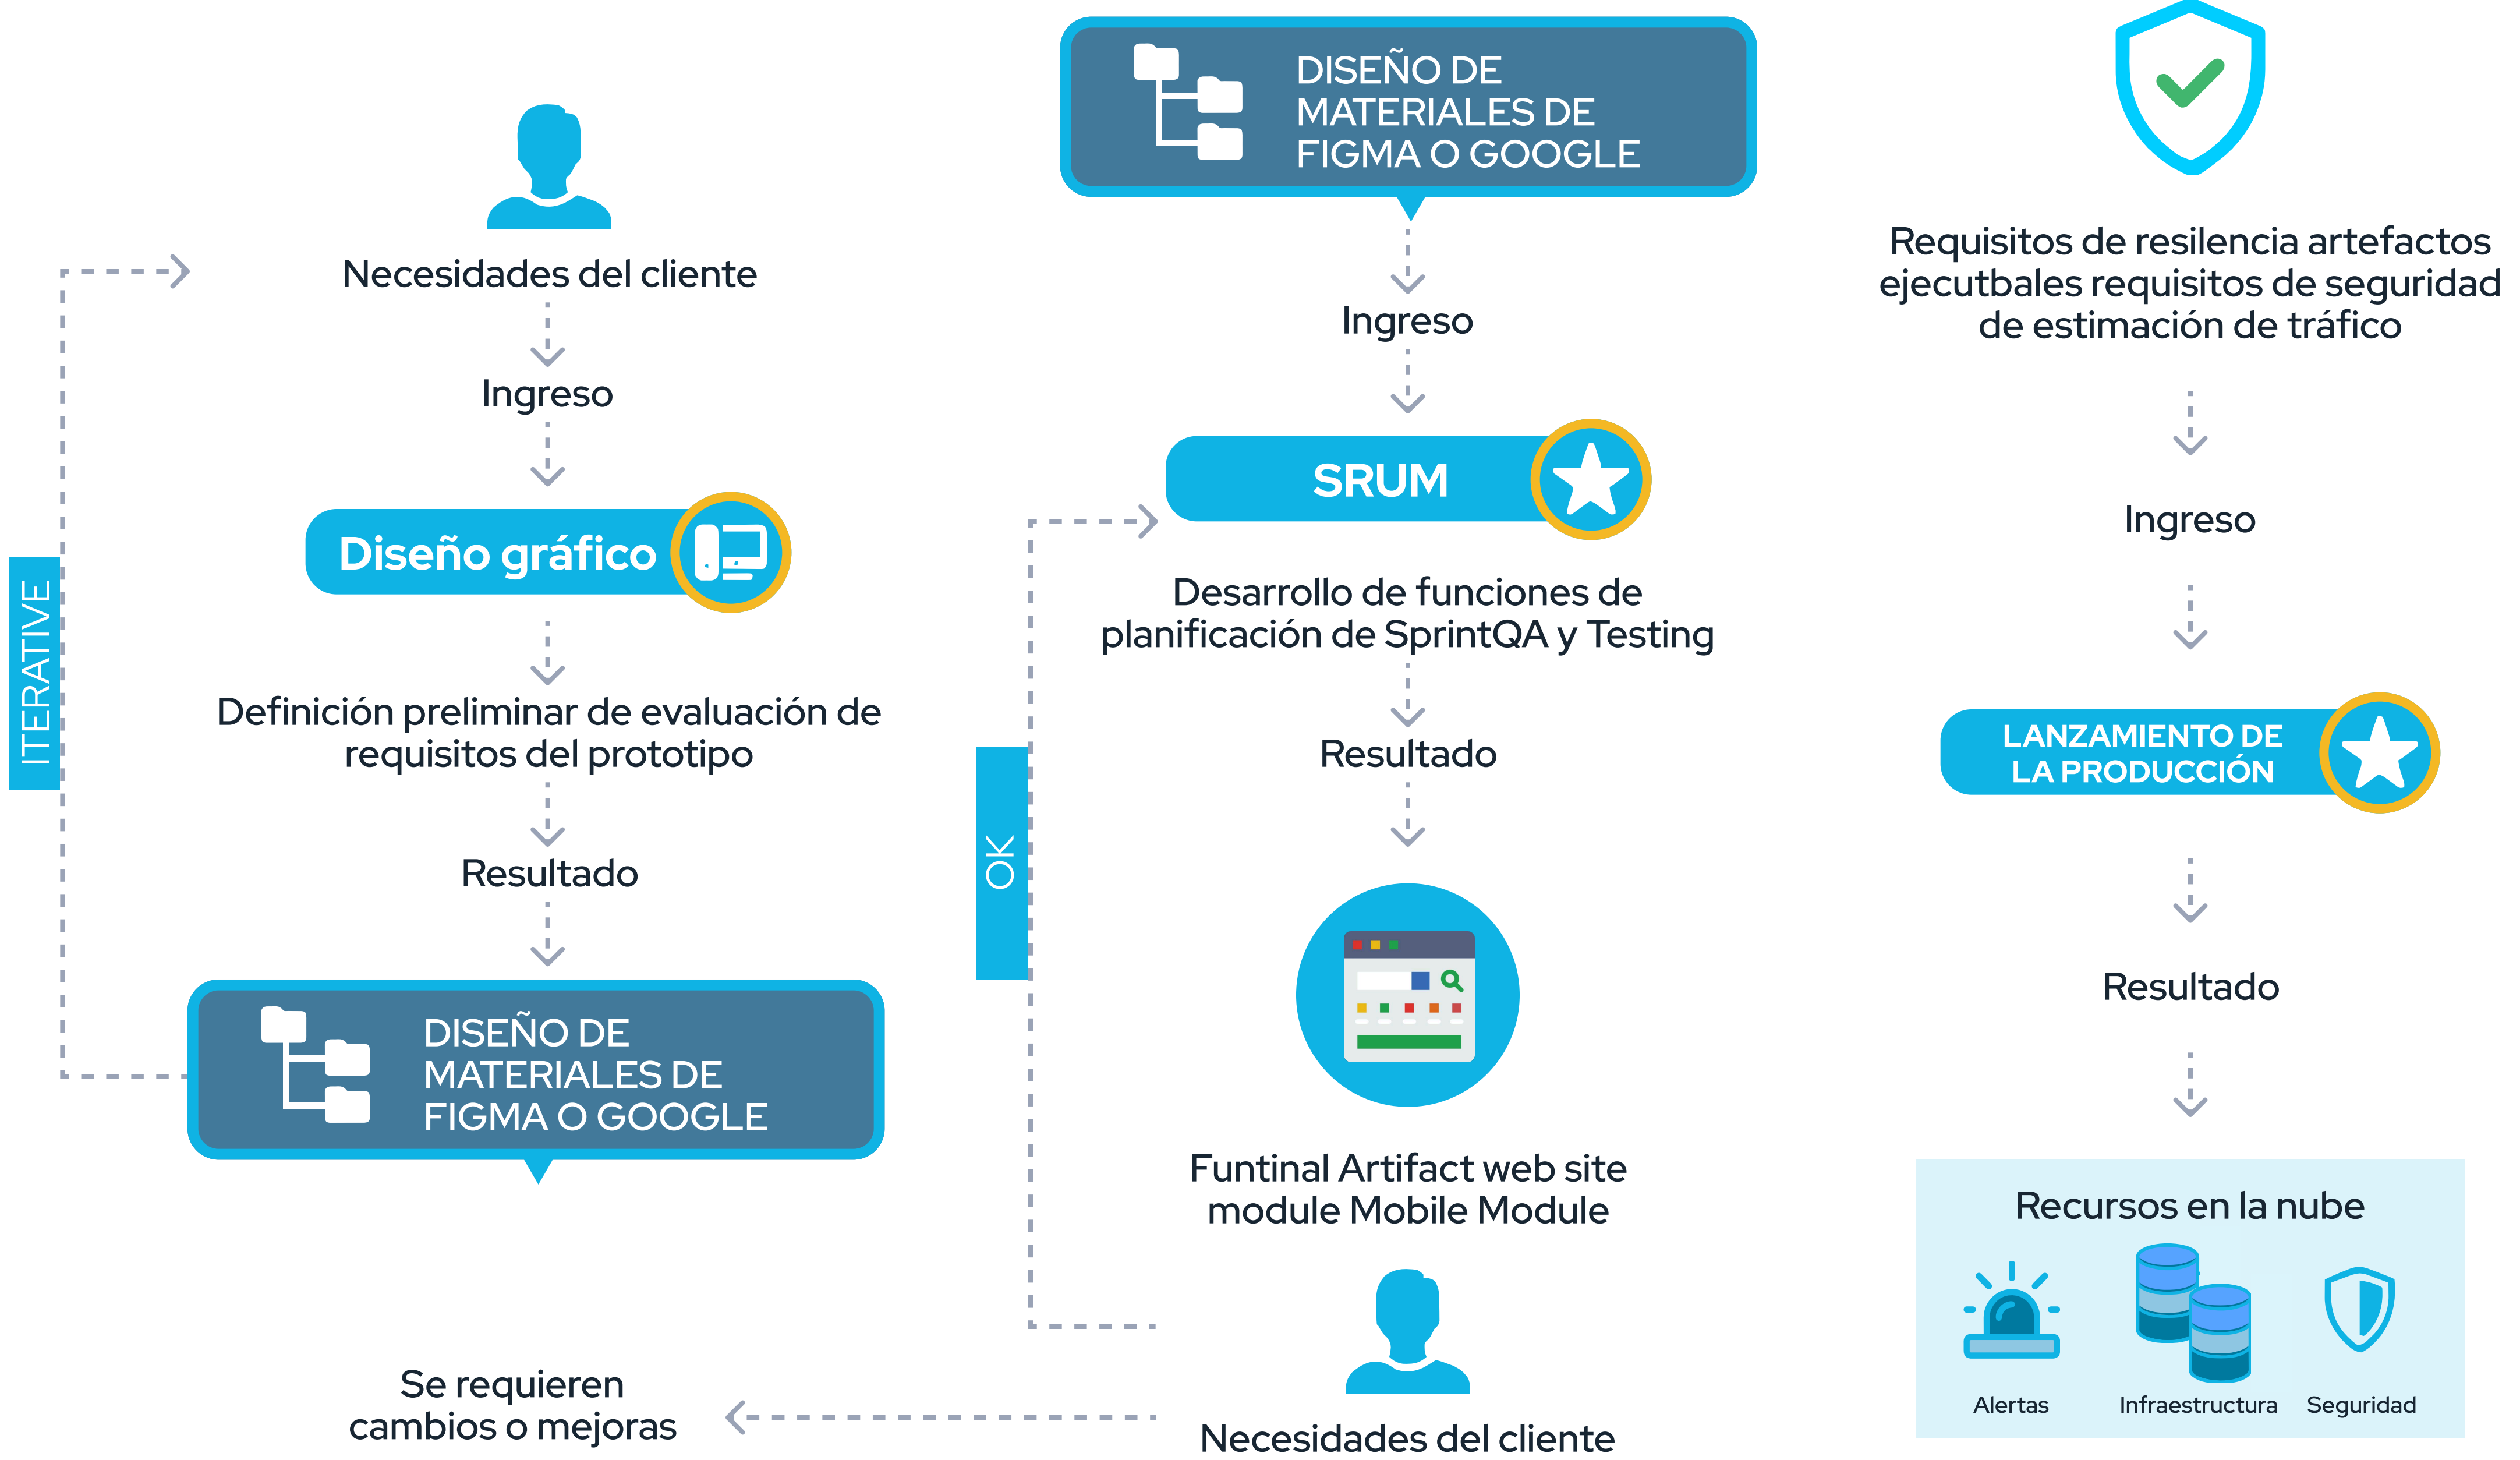 Necesidades del cliente
Ingreso
Diseño gráfico
Definición preliminar de evaluación de
requisitos del prototipo
Resultado
DISEÑO DE
MATERIALES DE
FIGMA O GOOGLE
ITERATIVE
Se requieren
cambios o mejoras
DISEÑO DE
MATERIALES DE
FIGMA O GOOGLE
Ingreso
SRUM
Desarrollo de funciones de
planificación de SprintQA y Testing
Resultado
OK
Funtinal Artifact web site
module Mobile Module
Necesidades del cliente
Requisitos de resilencia artefactos
ejecutbales requisitos de seguridad
de estimación de tráfico
Ingreso
LANZAMIENTO DE
LA PRODUCCIÓN
Resultado
Recursos en la nube
Alertas
Infraestructura
Seguridad